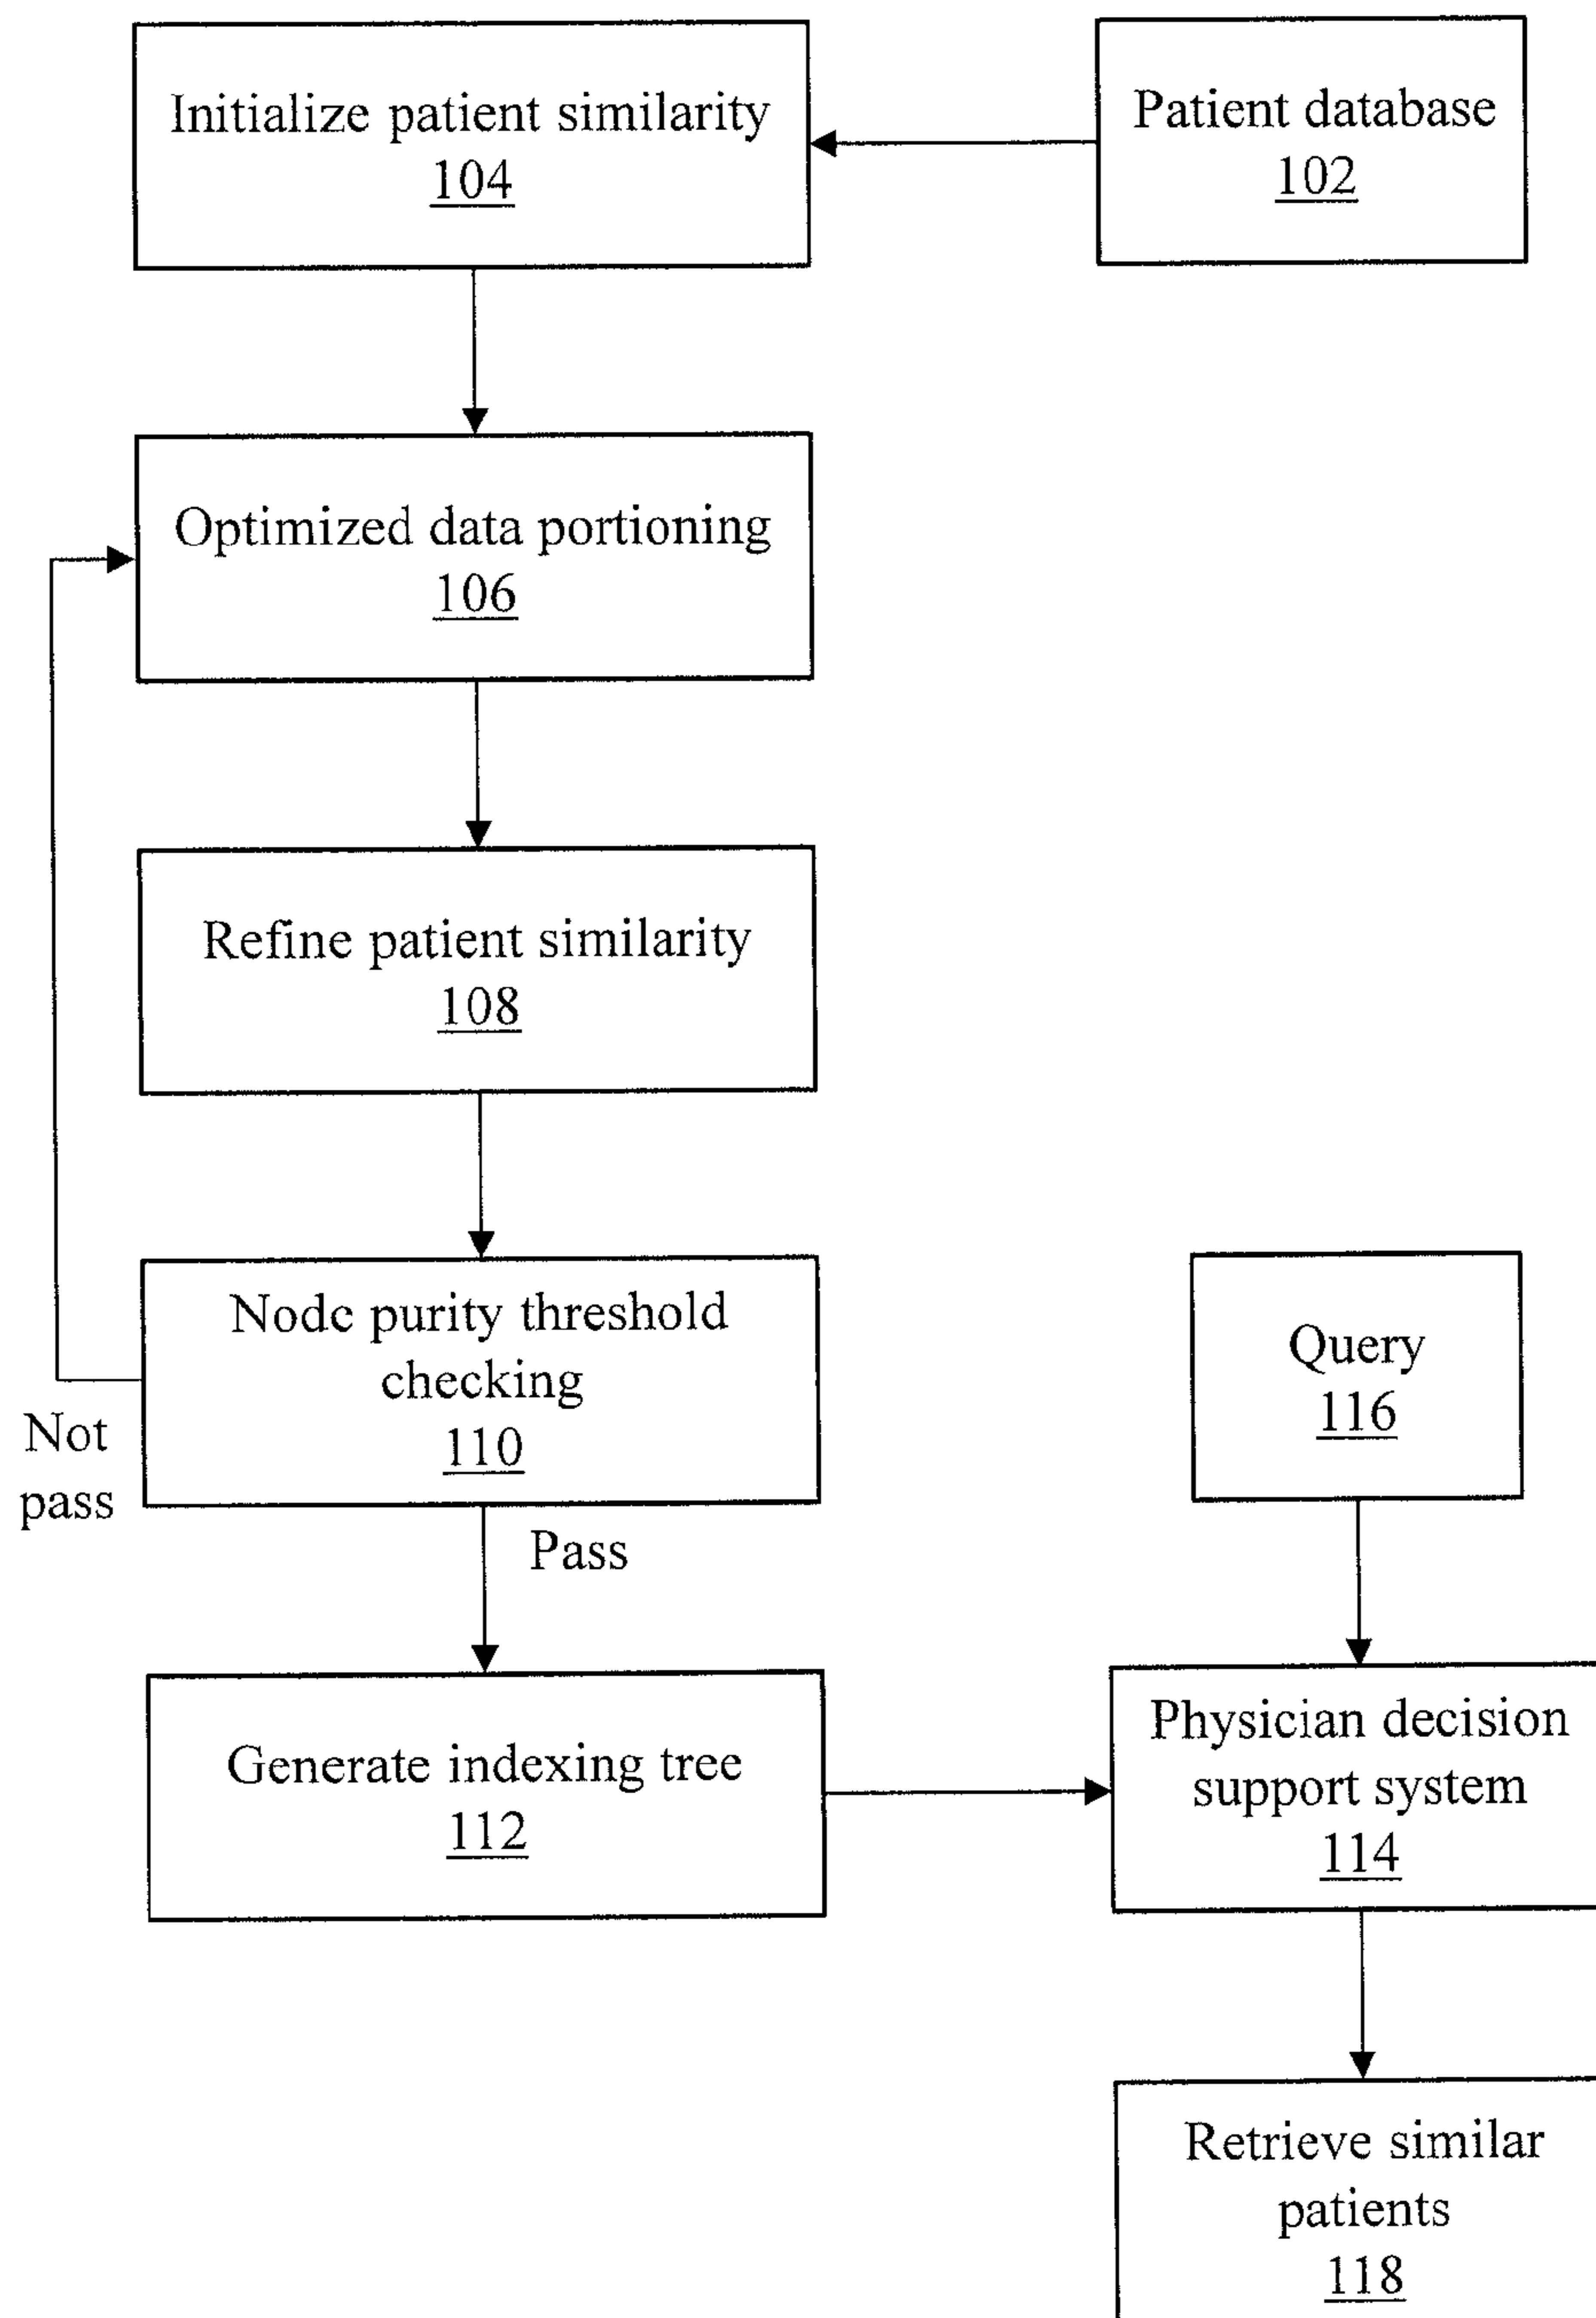 Initialize patient similarity
104
Patient database
102
Optimized data portioning
106
Refine patient similarity
108
Node purity threshold
checking
110
Not
pass
Pass
Query
116
Generate indexing tree
112
Physician decision
support system
114
Retrieve similar
patients
118